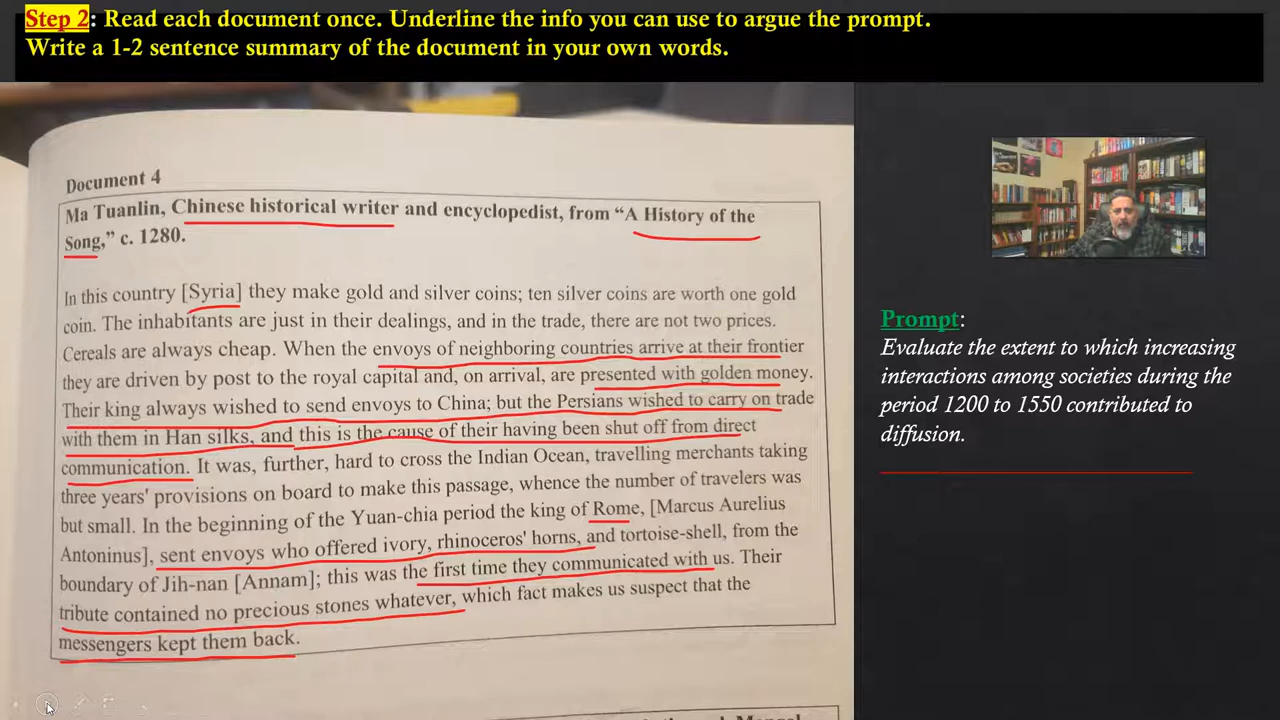 Step 2: Read each document once. Underline the info you can use to argue the prompt.
Write a 1-2 sentence summary of the document in your own words.
Document 4
Ma Tuanlin, Chinese historical writer and encyclopedist, from “A History of the
Song,” c. 1280.
In this country [Syria] they make gold and silver coins; ten silver coins are worth one gold
coin. The inhabitants are just in their dealings, and in the trade, there are not two prices.
Cereals are always cheap. When the envoys of neighboring countries arrive at their frontier
they are driven by post to the royal capital and, on arrival, are presented with golden money.
Their king always wished to send envoys to China; but the Persians wished to carry on trade
with them in Han silks, and this is the cause of their having been shut off from direct
communication. It was, further, hard to cross the Indian Ocean, travelling merchants taking
three years' provisions on board to make this passage, whence the number of travelers was
but small. In the beginning of the Yuan-chia period the king of Rome, [Marcus Aurelius
Antoninus], sent envoys who offered ivory, rhinoceros' horns, and tortoise-shell, from the
boundary of Jih-nan [Annam]; this was the first time they communicated with us. Their
tribute contained no precious stones whatever, which fact makes us suspect that the
messengers kept them back.
Prompt:
Evaluate the extent to which increasing
interactions among societies during the
period 1200 to 1550 contributed to
diffusion.